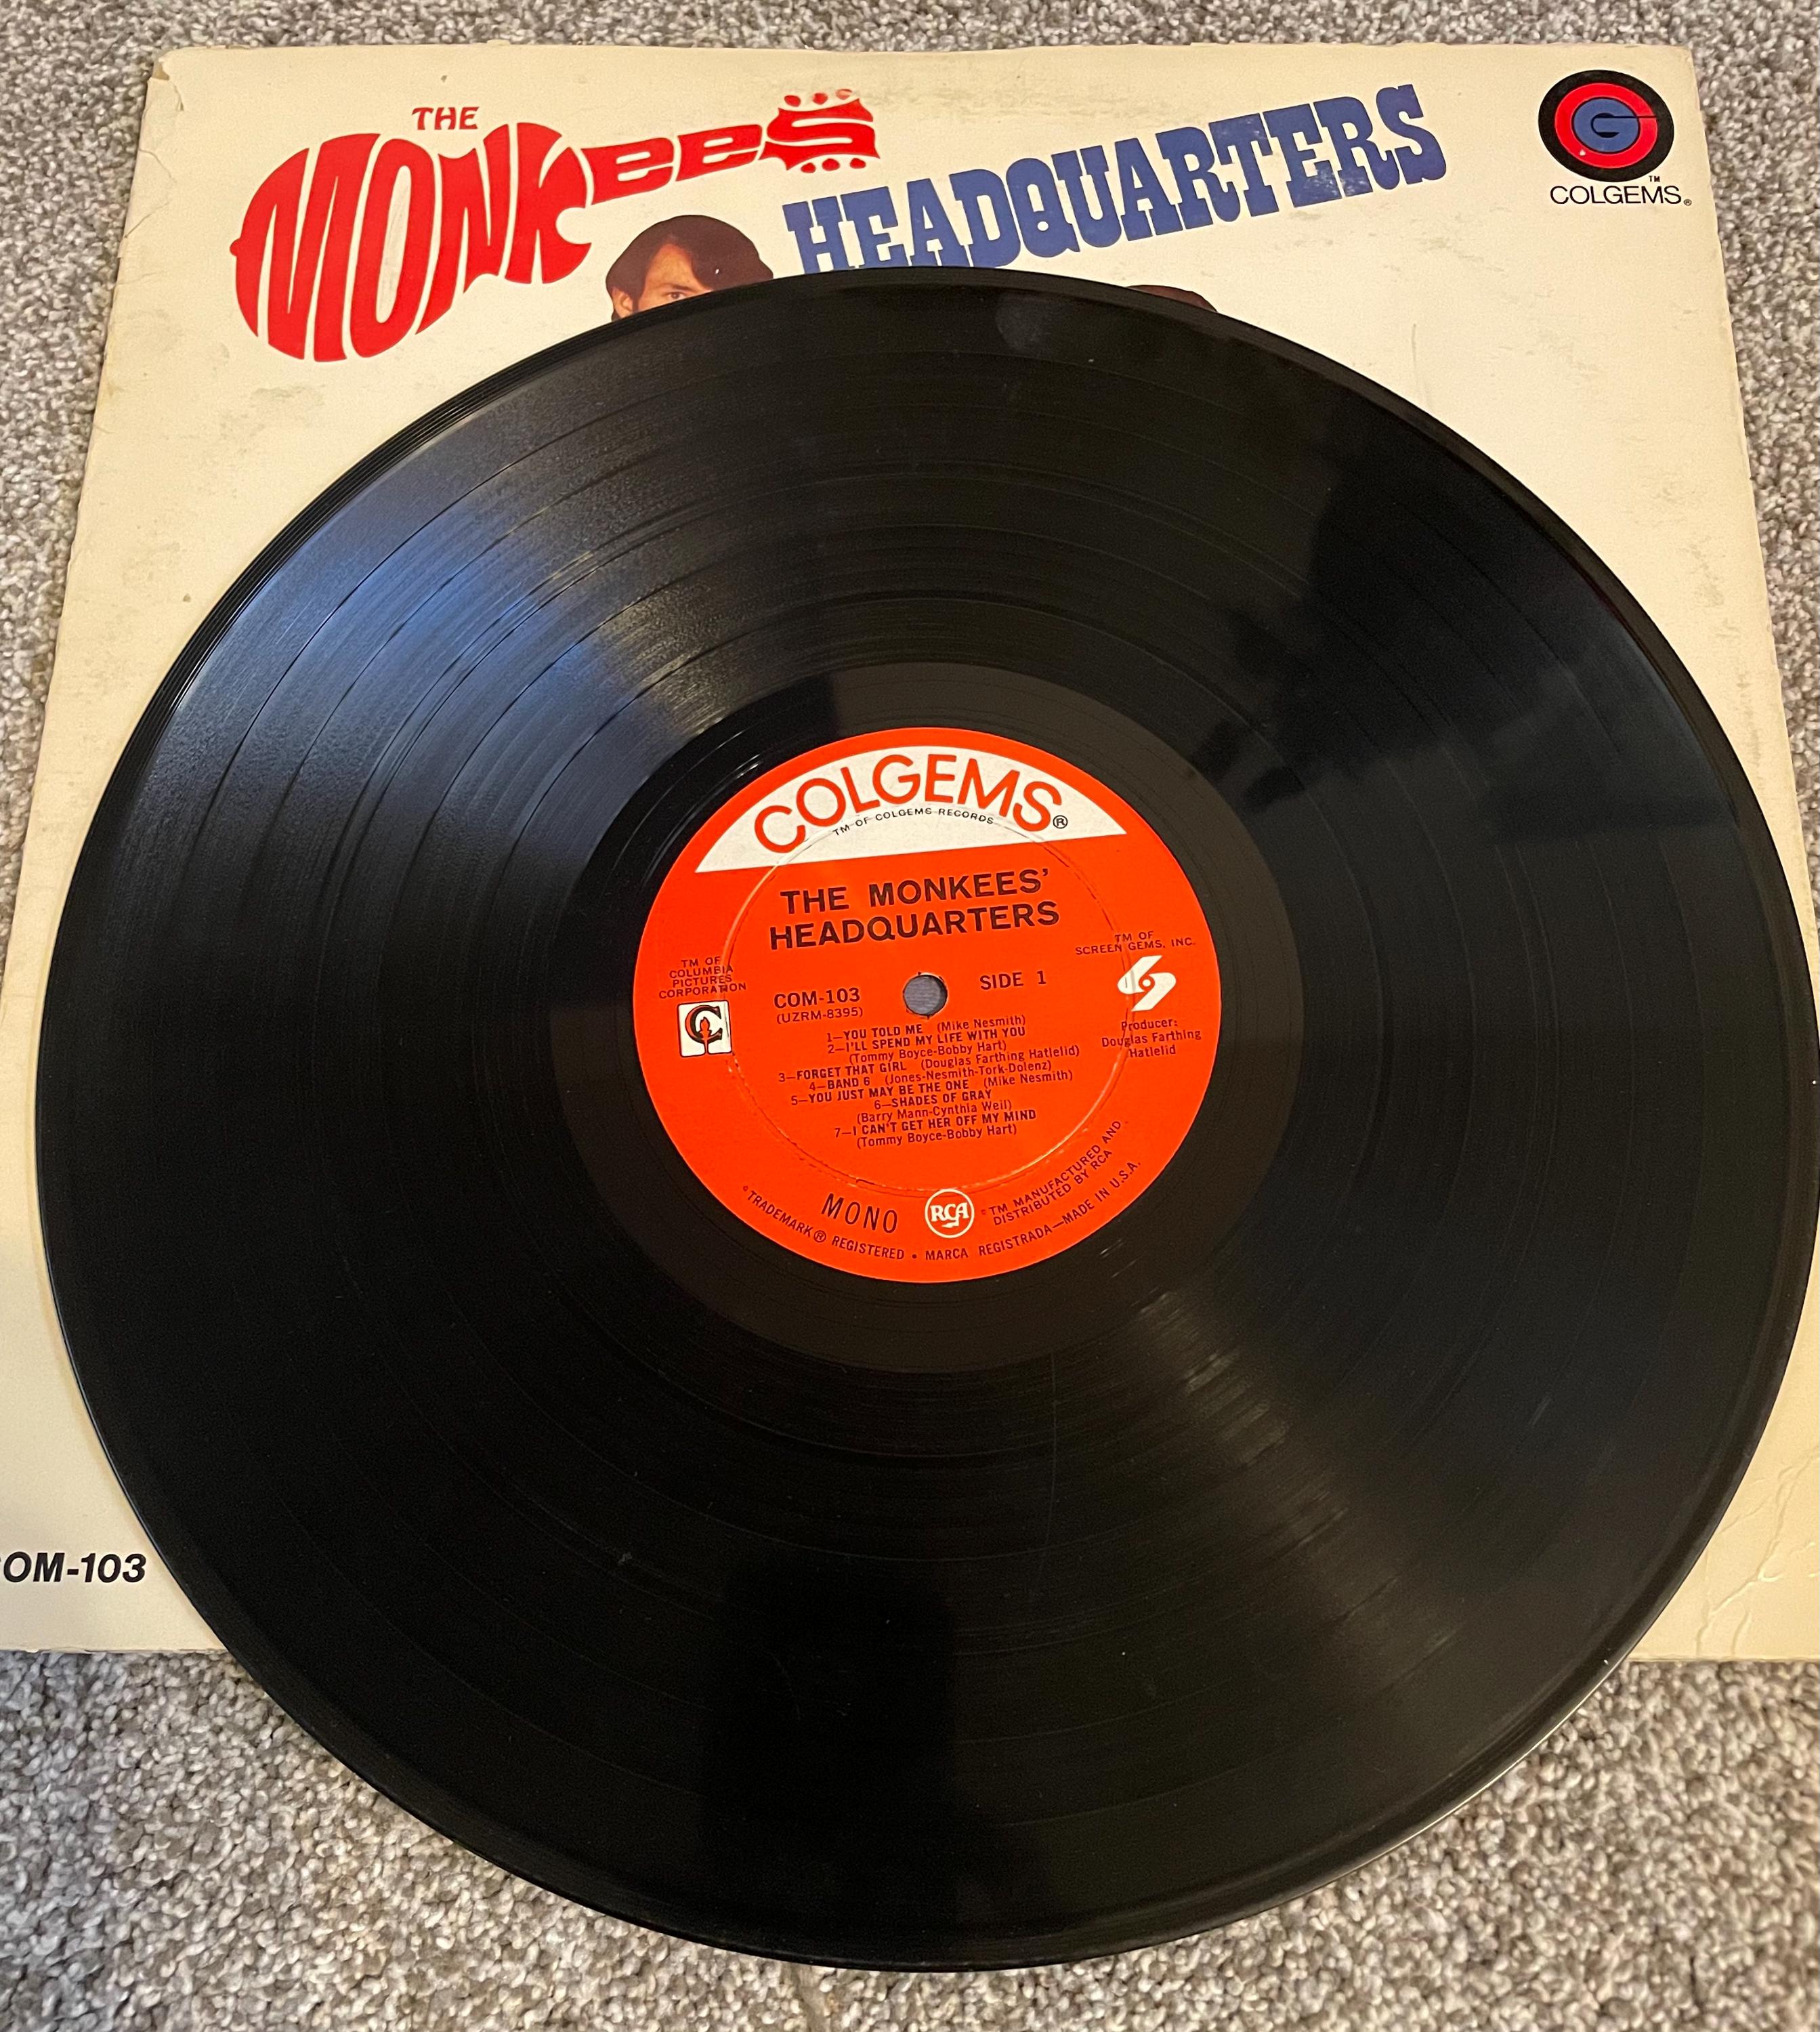 THE
MONKEES
HEADQUARTERS
TM
COLGEMS®
COLGEMS®
TM OF COLGEMS RECORDS
THE MONKEES'
HEADQUARTERS
TM OF
COLUMBIA
PICTURES
CORPORATION
TM OF
SCREEN GEMS, INC.
COM-103
SIDE 1
(UZRM-8395)
1—YOU TOLD ME (Mike Nesmith)
2—I'LL SPEND MY LIFE WITH YOU
(Tommy Boyce-Bobby Hart)
3—FORGET THAT GIRL (Douglas Farthing Hatlelid)
4—BAND 6 (Jones-Nesmith-Tork-Dolenz)
5—YOU JUST MAY BE THE ONE (Mike Nesmith)
6—SHADES OF GRAY
(Barry Mann-Cynthia Weil)
7—I CAN'T GET HER OFF MY MIND
(Tommy Boyce-Bobby Hart)
Producer:
Douglas Farthing
Hatlelid
MONO
RCA
©TM MANUFACTURED AND
DISTRIBUTED BY RCA
©TRADEMARK® REGISTERED • MARCA REGISTRADA—MADE IN U.S.A.
OM-103